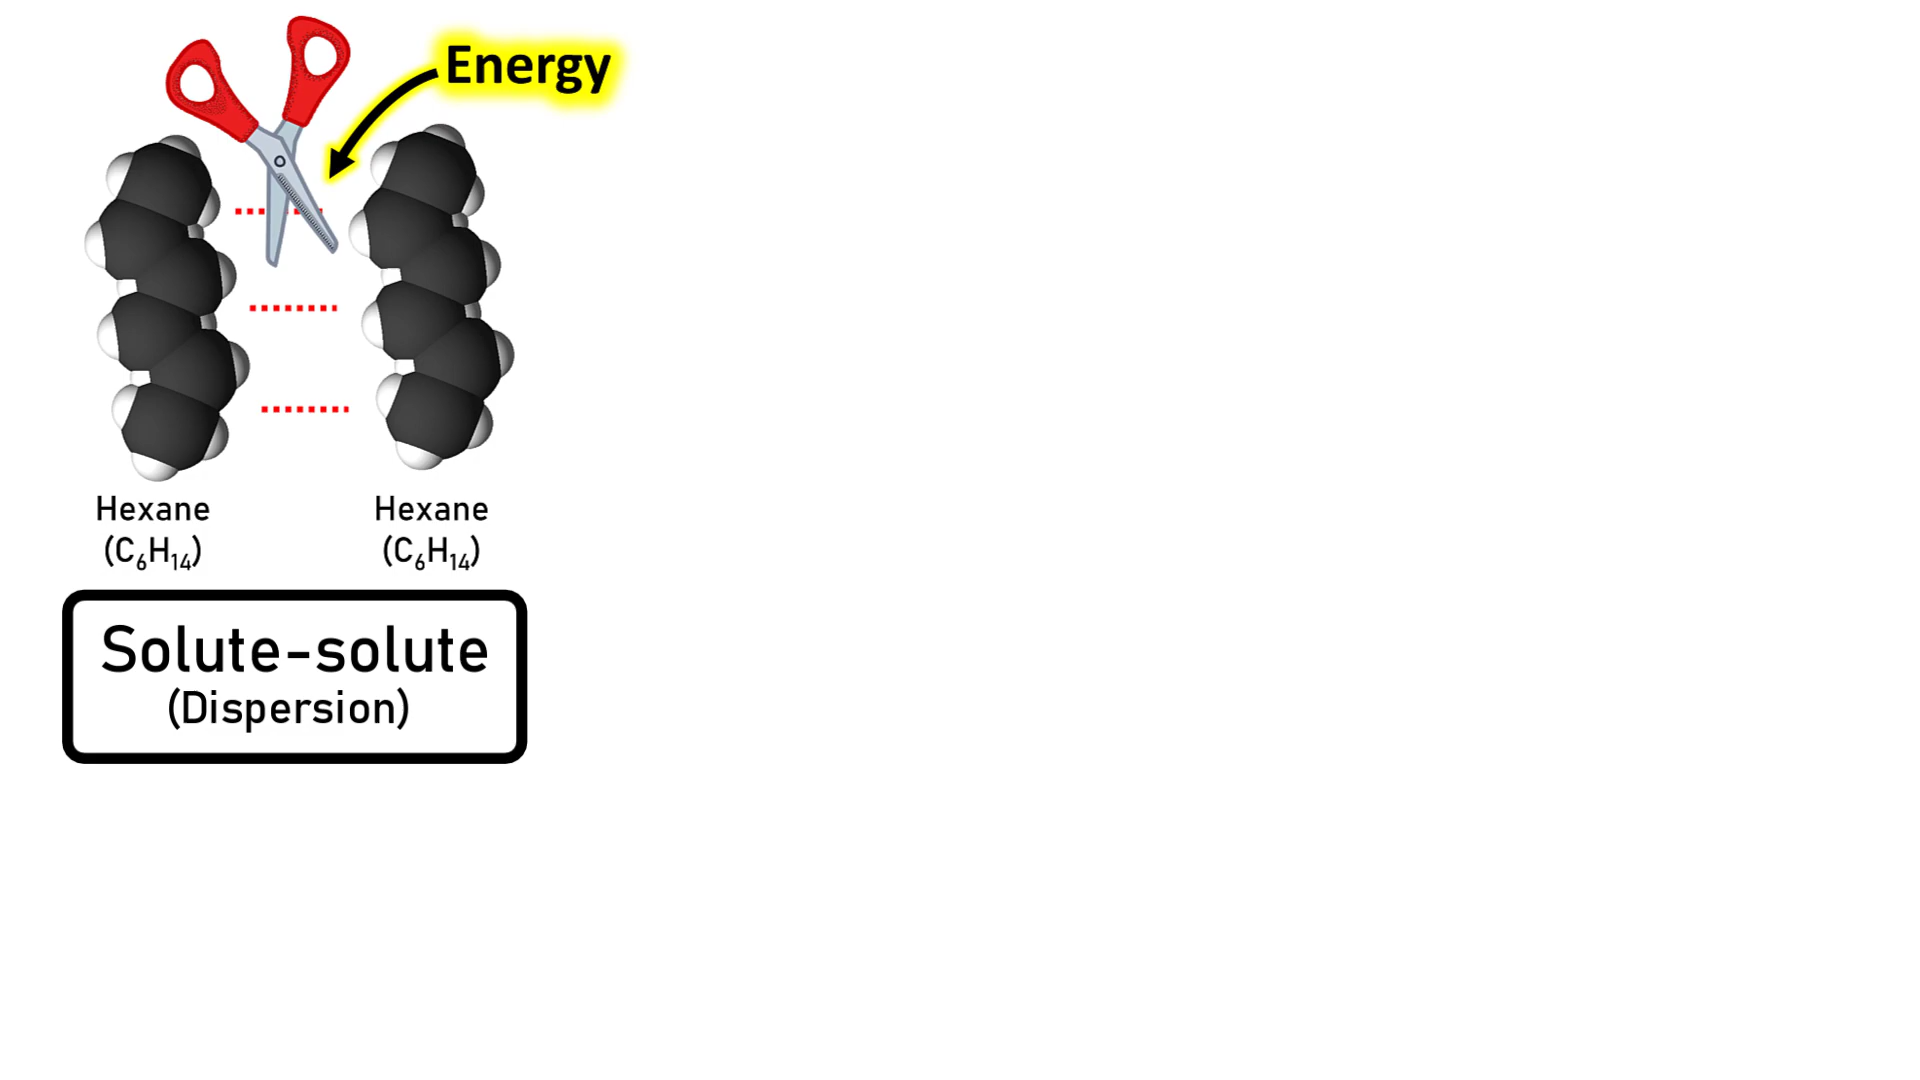 Energy
Hexane
(C₆H₁₄)
Hexane
(C₆H₁₄)
Solute-solute
(Dispersion)